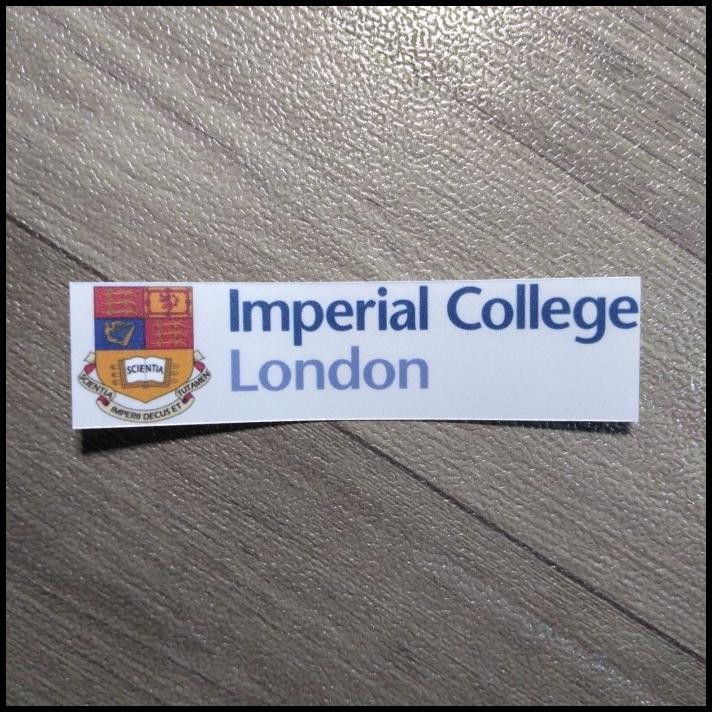 Imperial College
London
SCIENTIA
SCIENTIA
IMPERII DECUS ET
TUTAMEN